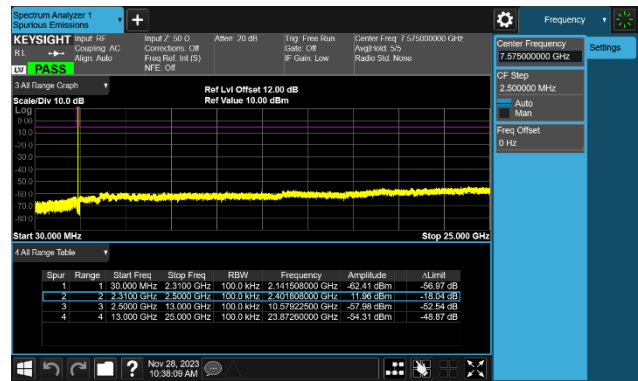 Spectrum Analyzer 1
Spurious Emissions
Frequency
KEYSIGHT Input: RF
Coupling: AC
Align: Auto
RL
LXI PASS
Input Z: 50 Ω
Corrections: Off
Freq Ref: Int (S)
NFE: Off
Atten: 20 dB
Trig: Free Run
Gate: Off
IF Gain: Low
Center Freq: 7.575000000 GHz
Avg|Hold: 5/5
Radio Std: None
Center Frequency
7.575000000 GHz
Settings
CF Step
2.500000 MHz
Auto
Man
Freq Offset
0 Hz
3 All Range Graph
Scale/Div 10.0 dB
Ref Lvl Offset 12.00 dB
Ref Value 10.00 dBm
Log
0.00
-10.0
-20.0
-30.0
-40.0
-50.0
-60.0
-70.0
-80.0
Start 30.000 MHz
Stop 25.000 GHz
4 All Range Table
Spur Range Start Freq Stop Freq RBW Frequency Amplitude ΔLimit
1 1 30.000 MHz 2.3100 GHz 100.0 kHz 2.141508000 GHz -62.41 dBm -56.97 dB
2 2 2.3100 GHz 2.5000 GHz 100.0 kHz 2.401808000 GHz 11.96 dBm -18.04 dB
3 3 2.5000 GHz 13.000 GHz 100.0 kHz 10.57922500 GHz -57.98 dBm -52.54 dB
4 4 13.000 GHz 25.000 GHz 100.0 kHz 23.87260000 GHz -54.31 dBm -48.87 dB
Nov 28, 2023
10:38:09 AM